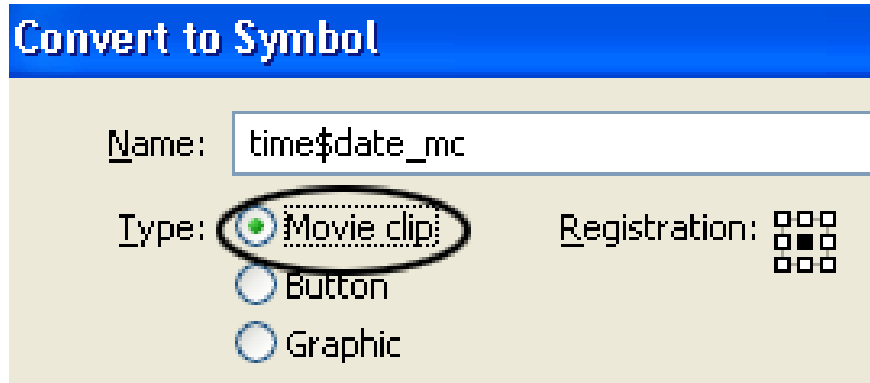 Convert to Symbol
Name: time$date_mc
Type: Movie clip Registration:
Button
Graphic